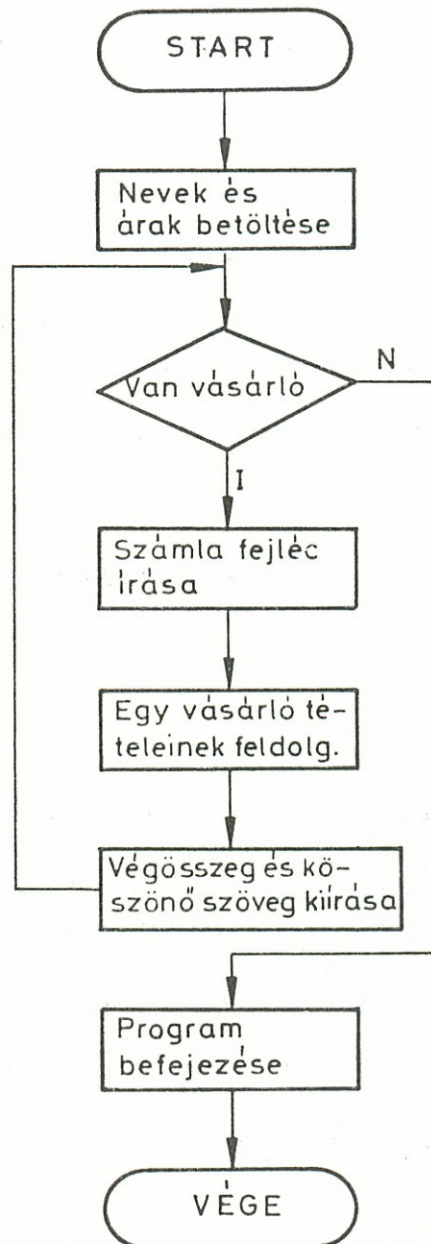 START
Nevek és
árak betöltése
Van vásárló
N
I
Számla fejléc
írása
Egy vásárló té-
teleinek feldolg.
Végösszeg és kö-
szönő szöveg kiírása
Program
befejezése
VÉGE